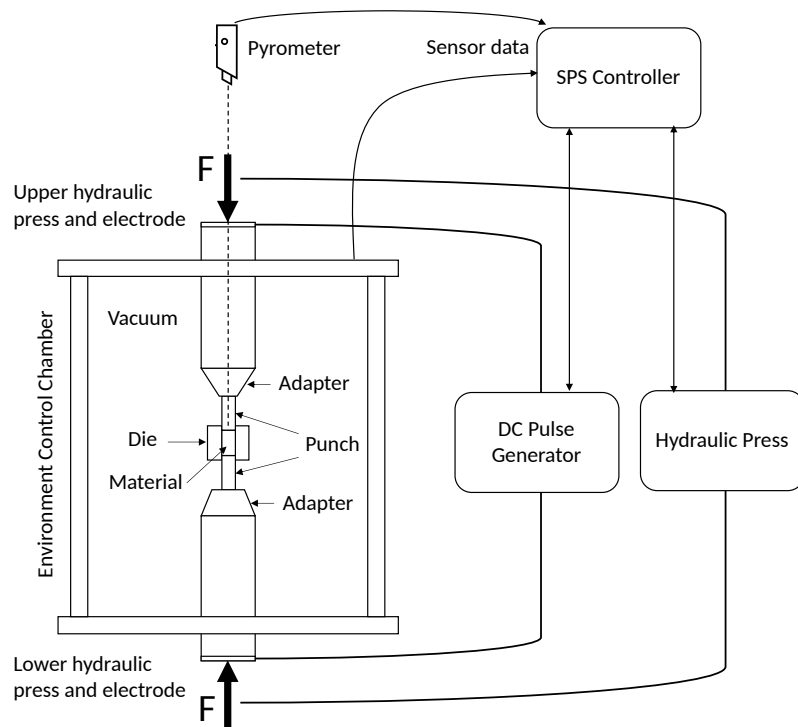 Pyrometer
Sensor data
SPS Controller
F
Upper hydraulic
press and electrode
Environment Control Chamber
Vacuum
Adapter
Die
Punch
Material
Adapter
DC Pulse
Generator
Hydraulic Press
Lower hydraulic
press and electrode
F